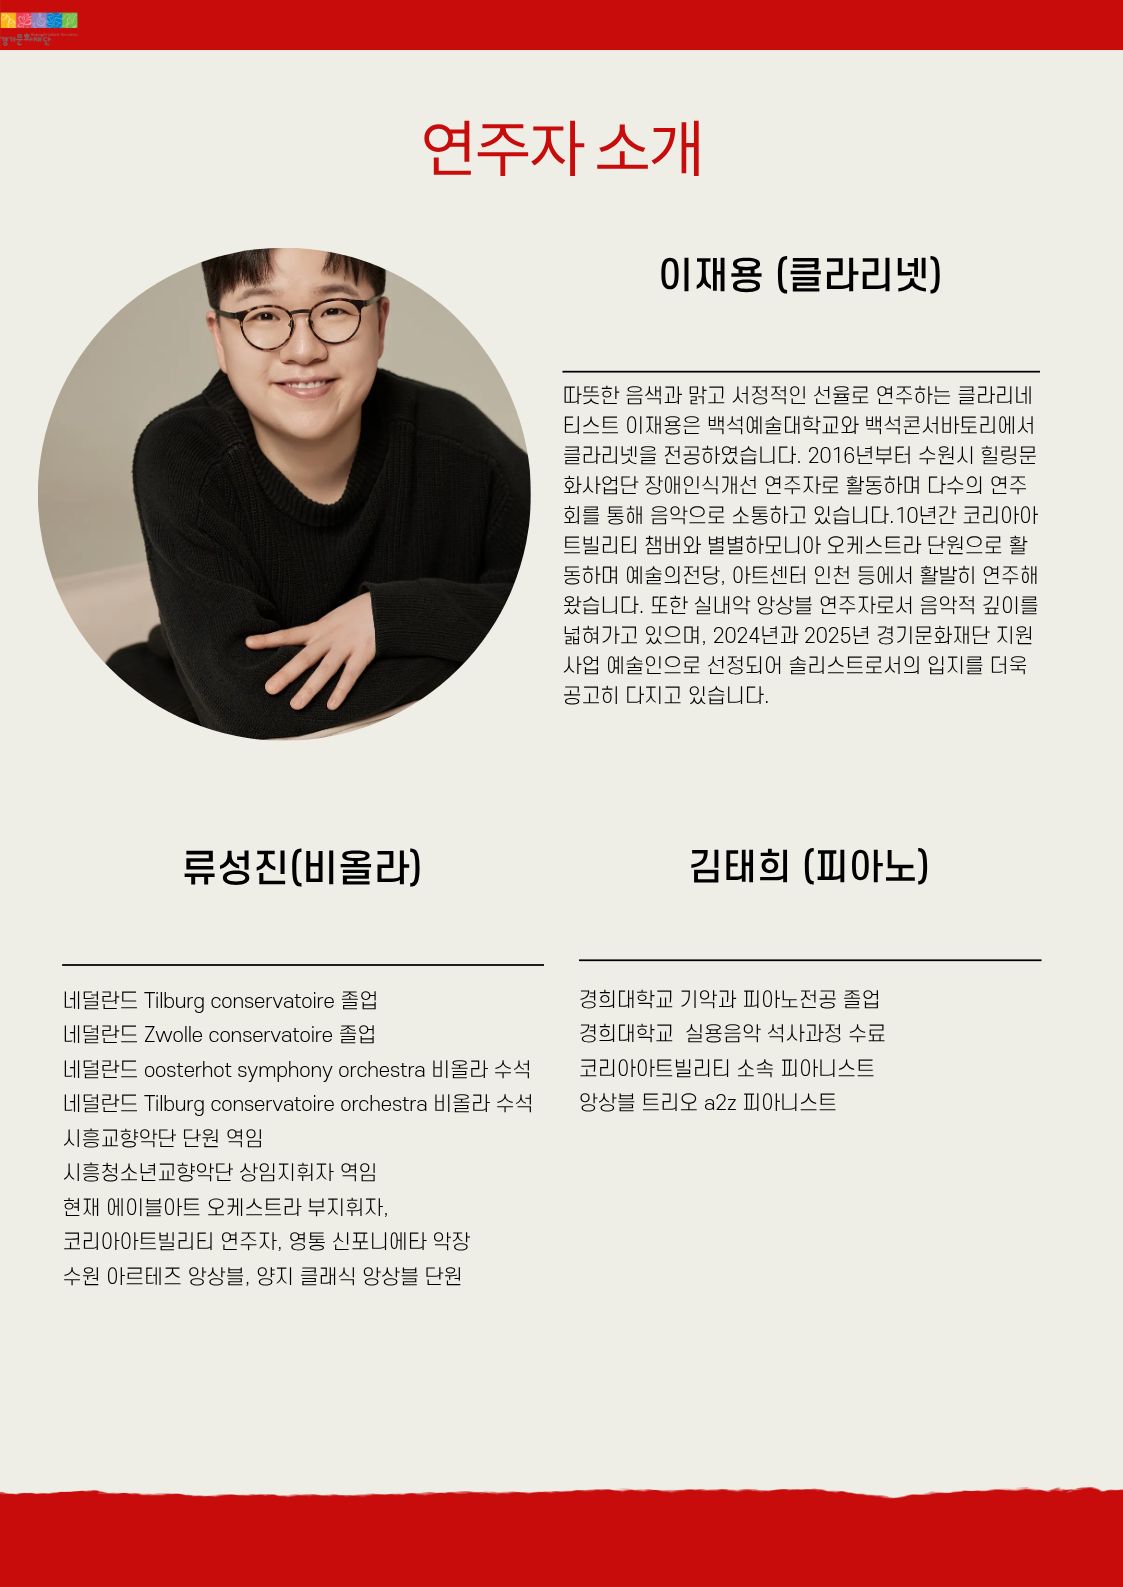 경기문화재단
연주자 소개
이재용 (클라리넷)
따뜻한 음색과 맑고 서정적인 선율로 연주하는 클라리네
티스트 이재용은 백석예술대학교와 백석콘서바토리에서
클라리넷을 전공하였습니다. 2016년부터 수원시 힐링문
화사업단 장애인식개선 연주자로 활동하며 다수의 연주
회를 통해 음악으로 소통하고 있습니다.10년간 코리아아
트빌리티 챔버와 별별하모니아 오케스트라 단원으로 활
동하며 예술의전당, 아트센터 인천 등에서 활발히 연주해
왔습니다. 또한 실내악 앙상블 연주자로서 음악적 깊이를
넓혀가고 있으며, 2024년과 2025년 경기문화재단 지원
사업 예술인으로 선정되어 솔리스트로서의 입지를 더욱
공고히 다지고 있습니다.
류성진(비올라)
네덜란드 Tilburg conservatoire 졸업
네덜란드 Zwolle conservatoire 졸업
네덜란드 oosterhot symphony orchestra 비올라 수석
네덜란드 Tilburg conservatoire orchestra 비올라 수석
시흥교향악단 단원 역임
시흥청소년교향악단 상임지휘자 역임
현재 에이블아트 오케스트라 부지휘자,
코리아아트빌리티 연주자, 영통 신포니에타 악장
수원 아르테즈 앙상블, 양지 클래식 앙상블 단원
김태희 (피아노)
경희대학교 기악과 피아노전공 졸업
경희대학교  실용음악 석사과정 수료
코리아아트빌리티 소속 피아니스트
앙상블 트리오 a2z 피아니스트